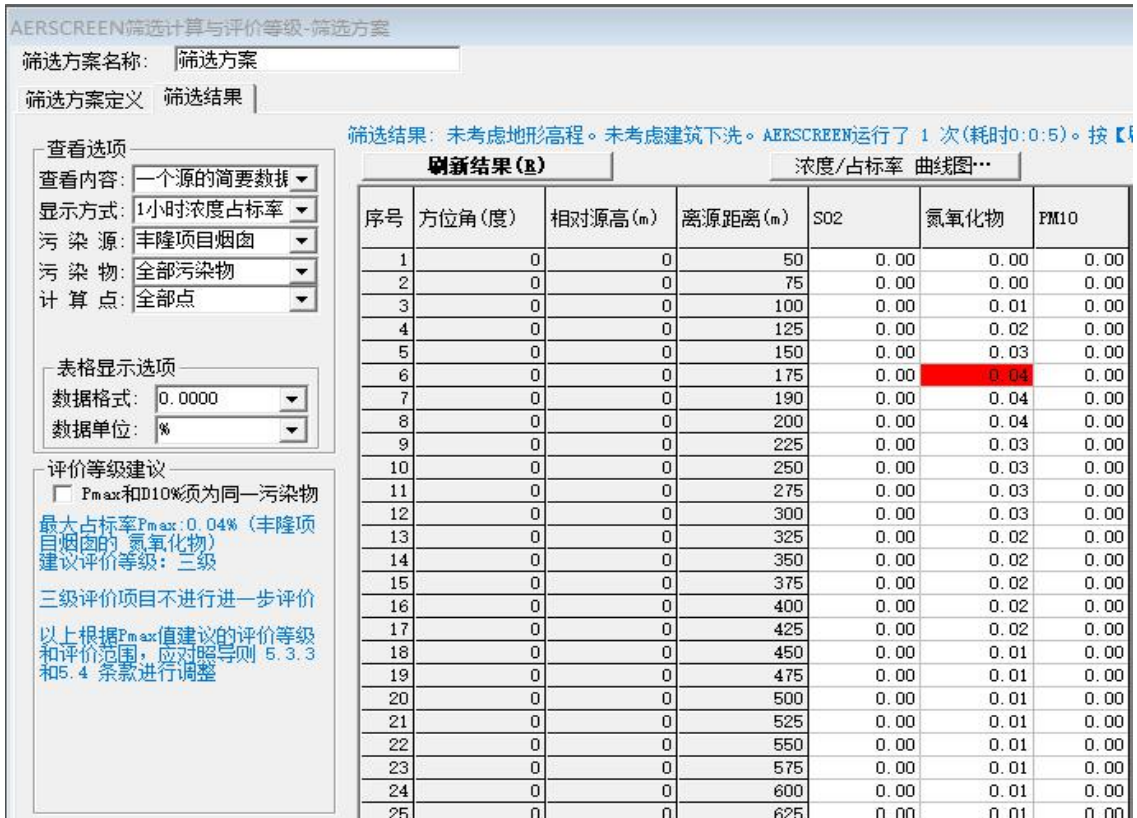 AERSCREEN筛选计算与评价等级-筛选方案
筛选方案名称: 筛选方案
筛选方案定义 筛选结果
筛选结果: 未考虑地形高程。未考虑建筑下洗。AERSCREEN运行了 1 次(耗时0:0:5)。按【
刷新结果(R) 浓度/占标率 曲线图…
查看选项
查看内容: 一个源的简要数据
显示方式: 1小时浓度占标率
污 染 源: 丰隆项目烟囱
污 染 物: 全部污染物
计 算 点: 全部点
表格显示选项
数据格式: 0.0000
数据单位: %
评价等级建议
Pmax和D10%须为同一污染物
最大占标率Pmax:0.04% (丰隆项
目烟囱的 氮氧化物)
建议评价等级: 三级
三级评价项目不进行进一步评价
以上根据Pmax值建议的评价等级
和评价范围,应对照导则 5.3.3
和5.4 条款进行调整
序号 方位角(度) 相对源高(m) 离源距离(m) SO2 氮氧化物 PM10
1 0 0 50 0.00 0.00 0.00
2 0 0 75 0.00 0.00 0.00
3 0 0 100 0.00 0.01 0.00
4 0 0 125 0.00 0.02 0.00
5 0 0 150 0.00 0.03 0.00
6 0 0 175 0.00 0.04 0.00
7 0 0 190 0.00 0.04 0.00
8 0 0 200 0.00 0.04 0.00
9 0 0 225 0.00 0.03 0.00
10 0 0 250 0.00 0.03 0.00
11 0 0 275 0.00 0.03 0.00
12 0 0 300 0.00 0.03 0.00
13 0 0 325 0.00 0.02 0.00
14 0 0 350 0.00 0.02 0.00
15 0 0 375 0.00 0.02 0.00
16 0 0 400 0.00 0.02 0.00
17 0 0 425 0.00 0.02 0.00
18 0 0 450 0.00 0.01 0.00
19 0 0 475 0.00 0.01 0.00
20 0 0 500 0.00 0.01 0.00
21 0 0 525 0.00 0.01 0.00
22 0 0 550 0.00 0.01 0.00
23 0 0 575 0.00 0.01 0.00
24 0 0 600 0.00 0.01 0.00
25 0 0 625 0.00 0.01 0.00